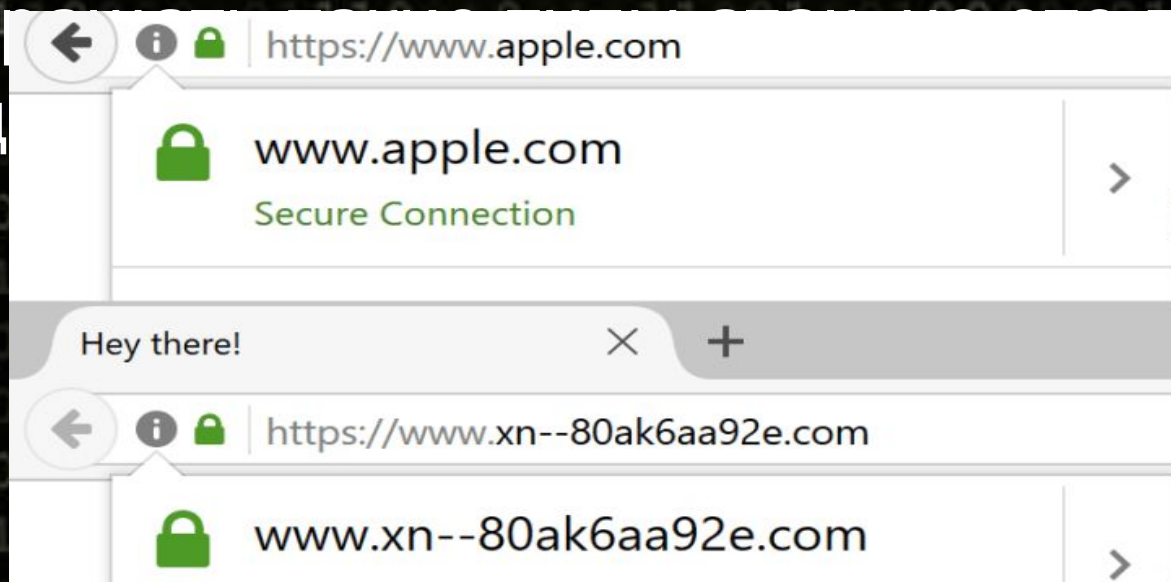 https://www.apple.com
www.apple.com
Secure Connection
Hey there!
https://www.xn--80ak6aa92e.com
www.xn--80ak6aa92e.com